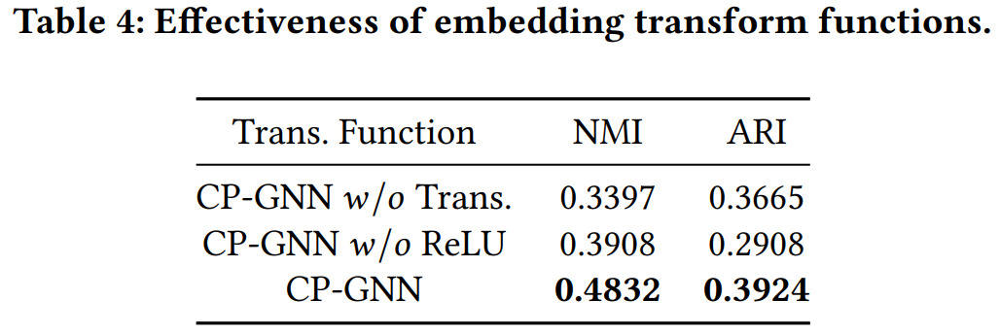 Table 4: Effectiveness of embedding transform functions.
Trans. Function NMI ARI
CP-GNN w/o Trans. 0.3397 0.3665
CP-GNN w/o ReLU 0.3908 0.2908
CP-GNN 0.4832 0.3924